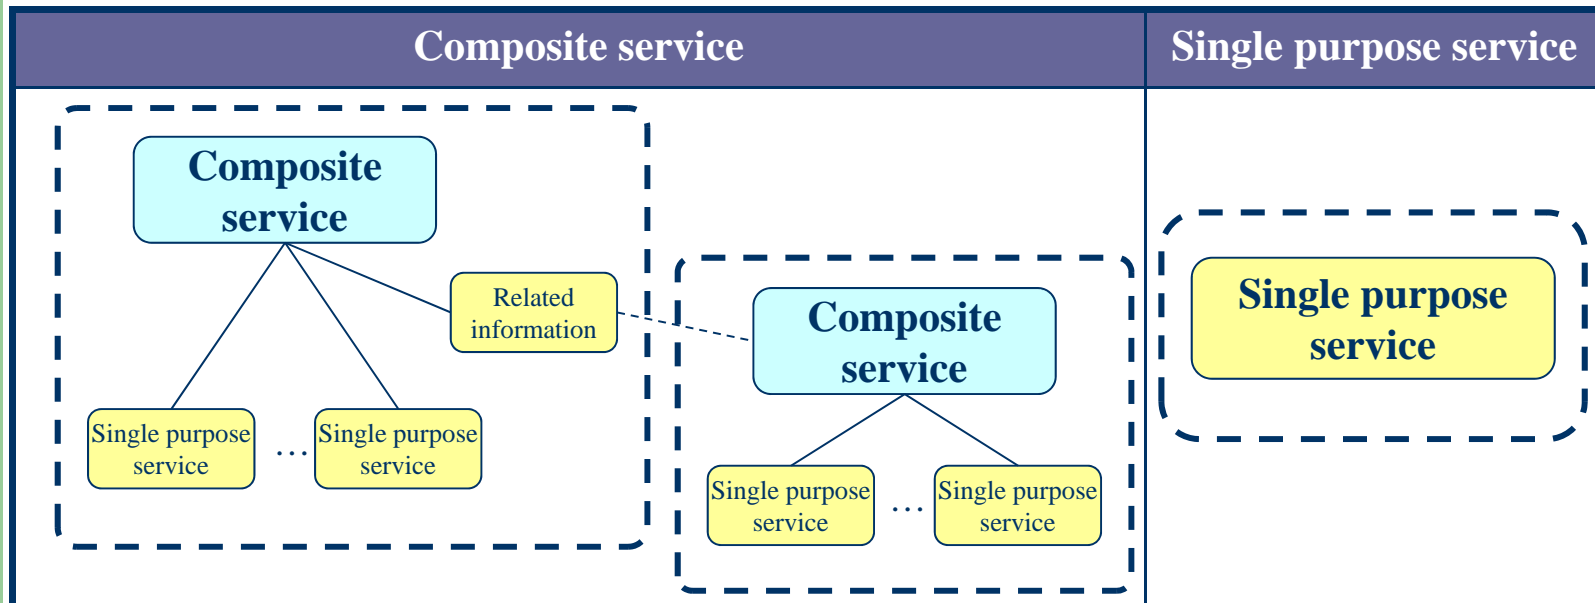 Composite service
Single purpose service
Composite
service
Related
information
Single purpose
service
...
Single purpose
service
Composite
service
Single purpose
service
...
Single purpose
service
Single purpose
service